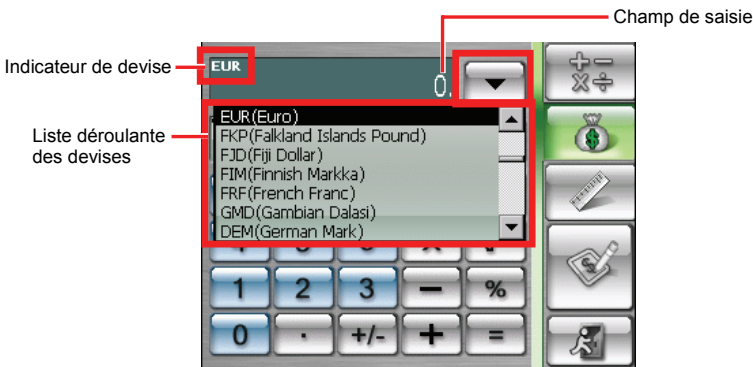 Champ de saisie
Indicateur de devise
EUR
0.
Liste déroulante
des devises
EUR(Euro)
FKP(Falkland Islands Pound)
FJD(Fiji Dollar)
FIM(Finnish Markka)
FRF(French Franc)
GMD(Gambian Dalasi)
DEM(German Mark)
1 2 3 − %
0 . +/- + =